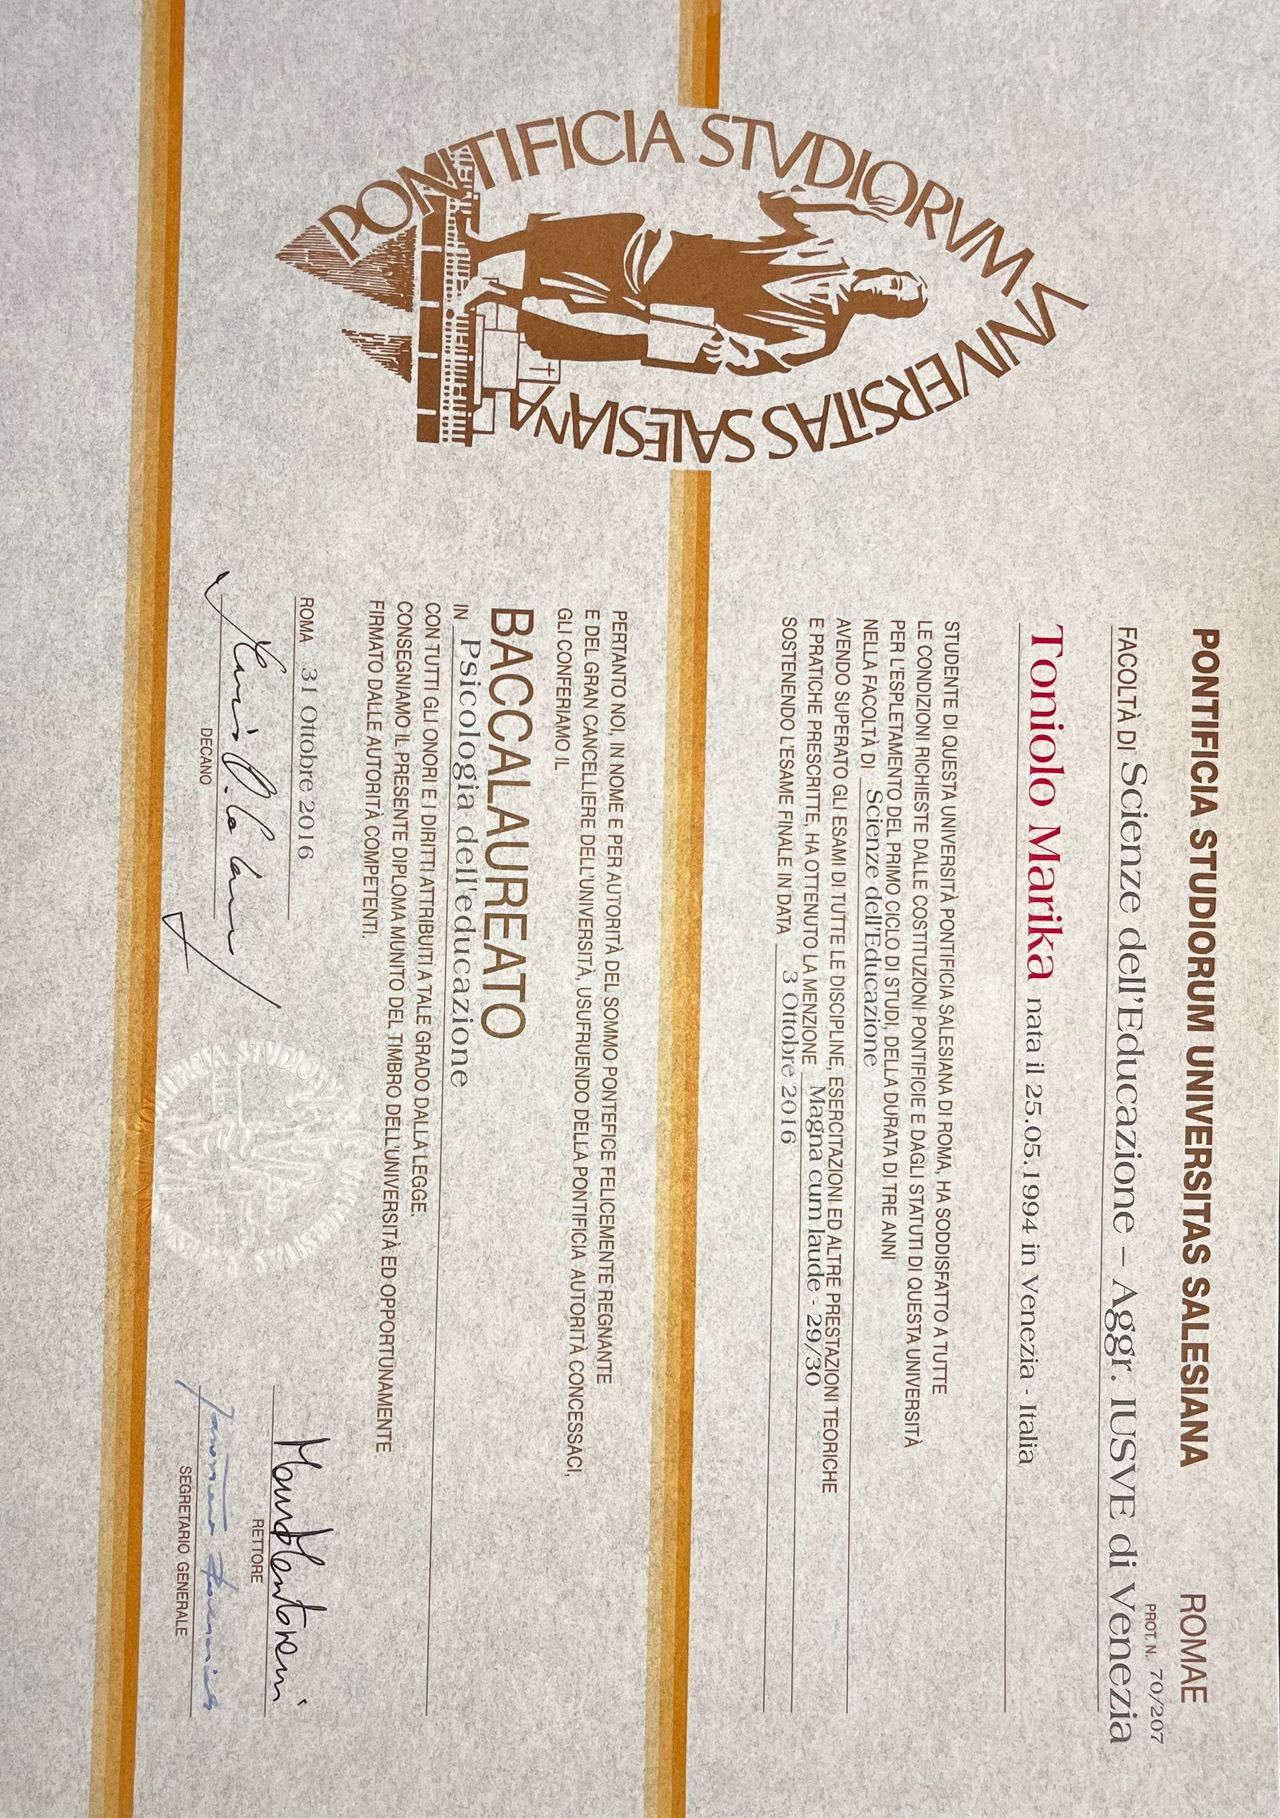 PONTIFICIA STVDIORVM VNIVERSITAS SALESIANA
PONTIFICIA STUDIORUM UNIVERSITAS SALESIANA ROMAE
PROT. N. 70/207
FACOLTÀ DI Scienze dell'Educazione – Aggr. IUSVE di Venezia
Toniolo Marika nata il 25.05.1994 in Venezia - Italia
STUDENTE DI QUESTA UNIVERSITÀ PONTIFICIA SALESIANA DI ROMA, HA SODDISFATTO A TUTTE
LE CONDIZIONI RICHIESTE DALLE COSTITUZIONI PONTIFICIE E DAGLI STATUTI DI QUESTA UNIVERSITÀ
PER L'ESPLETAMENTO DEL PRIMO CICLO DI STUDI, DELLA DURATA DI TRE ANNI
NELLA FACOLTÀ DI Scienze dell'Educazione
AVENDO SUPERATO GLI ESAMI DI TUTTE LE DISCIPLINE, ESERCITAZIONI ED ALTRE PRESTAZIONI TEORICHE
E PRATICHE PRESCRITTE, HA OTTENUTO LA MENZIONE Magna cum laude - 29/30
SOSTENENDO L'ESAME FINALE IN DATA 3 Ottobre 2016
PERTANTO NOI, IN NOME E PER AUTORITÀ DEL SOMMO PONTEFICE FELICEMENTE REGNANTE
E DEL GRAN CANCELLIERE DELL'UNIVERSITÀ, USUFRUENDO DELLA PONTIFICIA AUTORITÀ CONCESSACI,
GLI CONFERIAMO IL
BACCALAUREATO
IN Psicologia dell'educazione
CON TUTTI GLI ONORI E I DIRITTI ATTRIBUITI A TALE GRADO DALLA LEGGE.
CONSEGNIAMO IL PRESENTE DIPLOMA MUNITO DEL TIMBRO DELL'UNIVERSITÀ ED OPPORTUNAMENTE
FIRMATO DALLE AUTORITÀ COMPETENTI.
ROMA 31 Ottobre 2016
DECANO
RETTORE
SEGRETARIO GENERALE